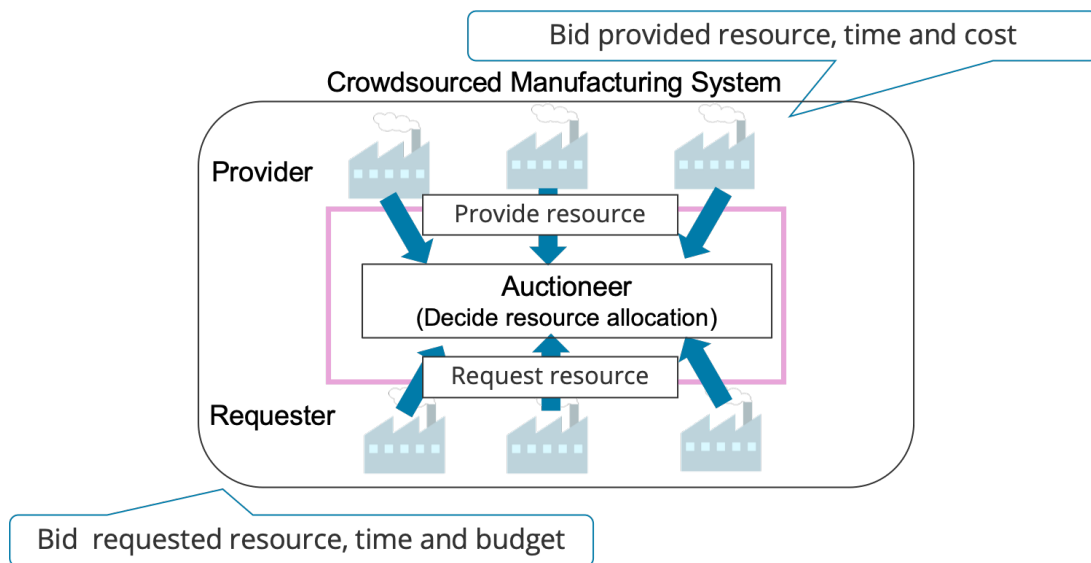 Bid provided resource, time and cost
Crowdsourced Manufacturing System
Provider
Provide resource
Auctioneer
(Decide resource allocation)
Request resource
Requester
Bid requested resource, time and budget